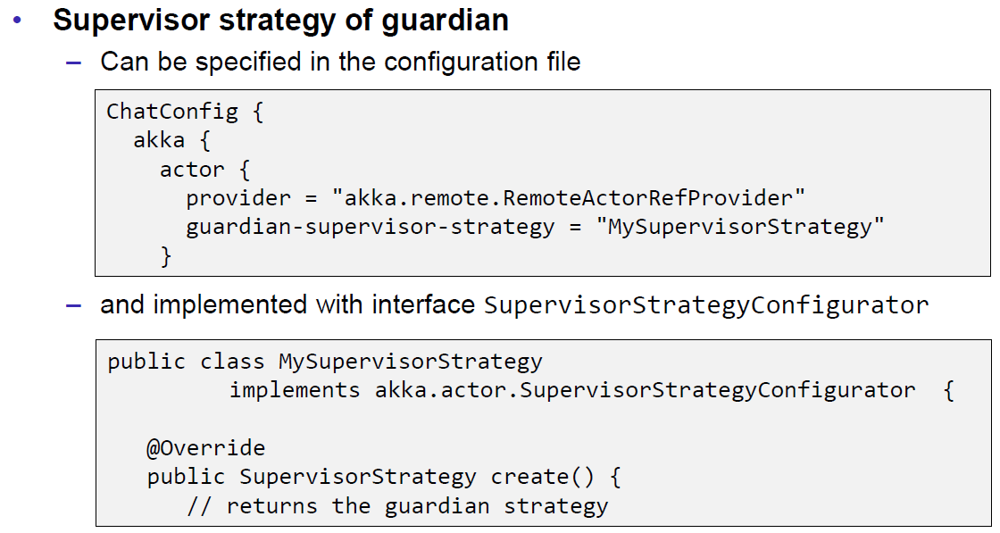 • Supervisor strategy of guardian
– Can be specified in the configuration file
ChatConfig {
  akka {
    actor {
      provider = "akka.remote.RemoteActorRefProvider"
      guardian-supervisor-strategy = "MySupervisorStrategy"
    }
– and implemented with interface SupervisorStrategyConfigurator
public class MySupervisorStrategy
         implements akka.actor.SupervisorStrategyConfigurator  {
   @Override
   public SupervisorStrategy create() {
      // returns the guardian strategy